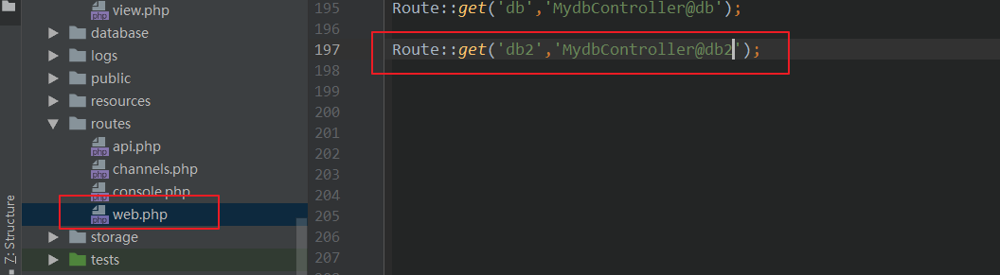 view.php
database
logs
public
resources
routes
api.php
channels.php
console.php
web.php
storage
tests
Z: Structure
195 Route::get('db','MydbController@db');
196
197 Route::get('db2','MydbController@db2');
198
199
200
201
202
203
204
205
206
207